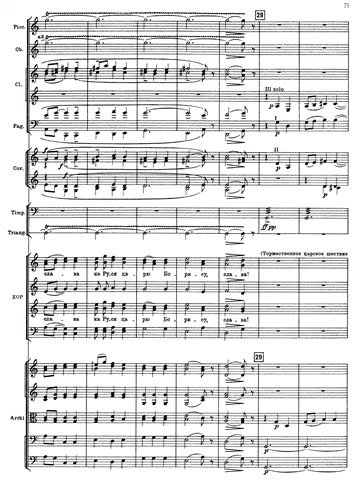 75
29
Picc.
a2
Ob.
Cl.
III solo
p
Fag.
I
p
Cor.
II
p
Timp.
pp
Triang.
(Торжественное царское шествие
ХОР
сла - ва на Руси ца - рю Бо - ри - су, сла - ва!
29
Archi
p